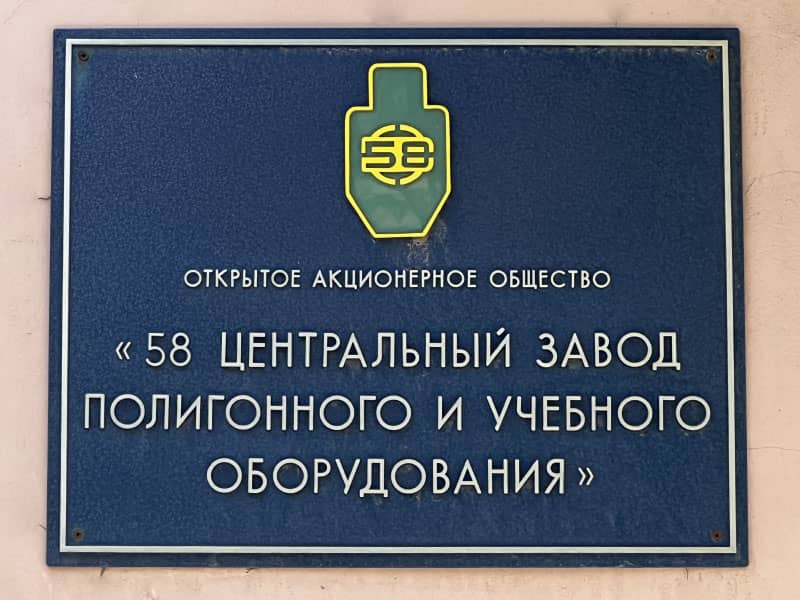 58
ОТКРЫТОЕ АКЦИОНЕРНОЕ ОБЩЕСТВО
« 58 ЦЕНТРАЛЬНЫЙ ЗАВОД
ПОЛИГОННОГО И УЧЕБНОГО
ОБОРУДОВАНИЯ »